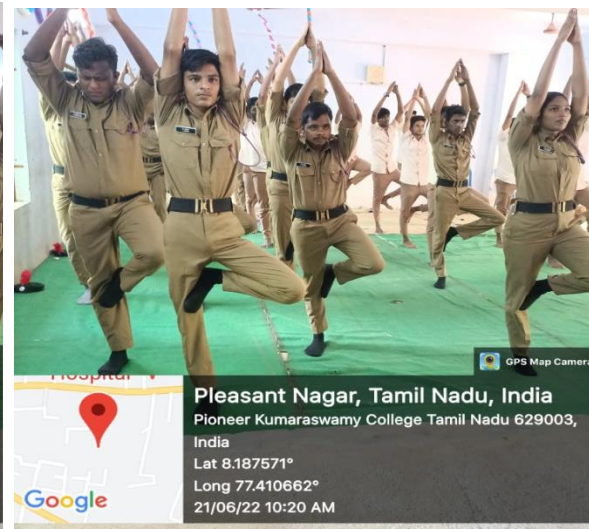 GPS Map Camera
Pleasant Nagar, Tamil Nadu, India
Pioneer Kumaraswamy College Tamil Nadu 629003,
India
Lat 8.187571°
Long 77.410662°
21/06/22 10:20 AM
Google